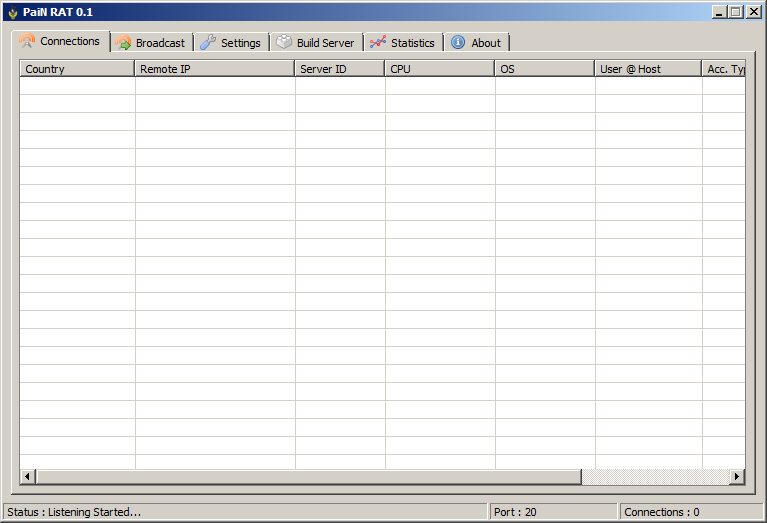 PaiN RAT 0.1
Connections Broadcast Settings Build Server Statistics About
Country Remote IP Server ID CPU OS User @ Host Acc. Ty
Status : Listening Started... Port : 20 Connections : 0